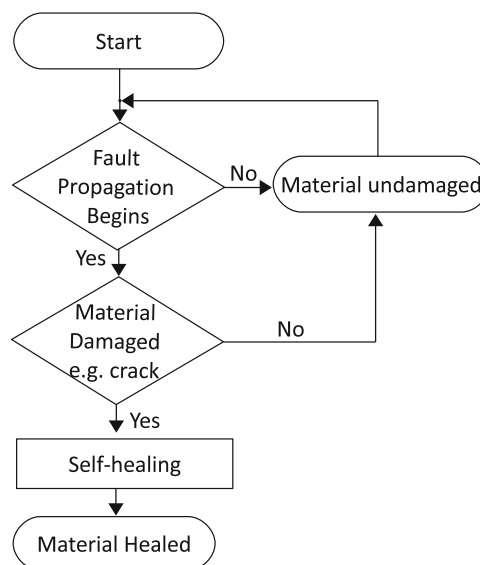 Start
Fault
Propagation
Begins
No
Material undamaged
Yes
Material
Damaged
e.g. crack
No
Yes
Self-healing
Material Healed